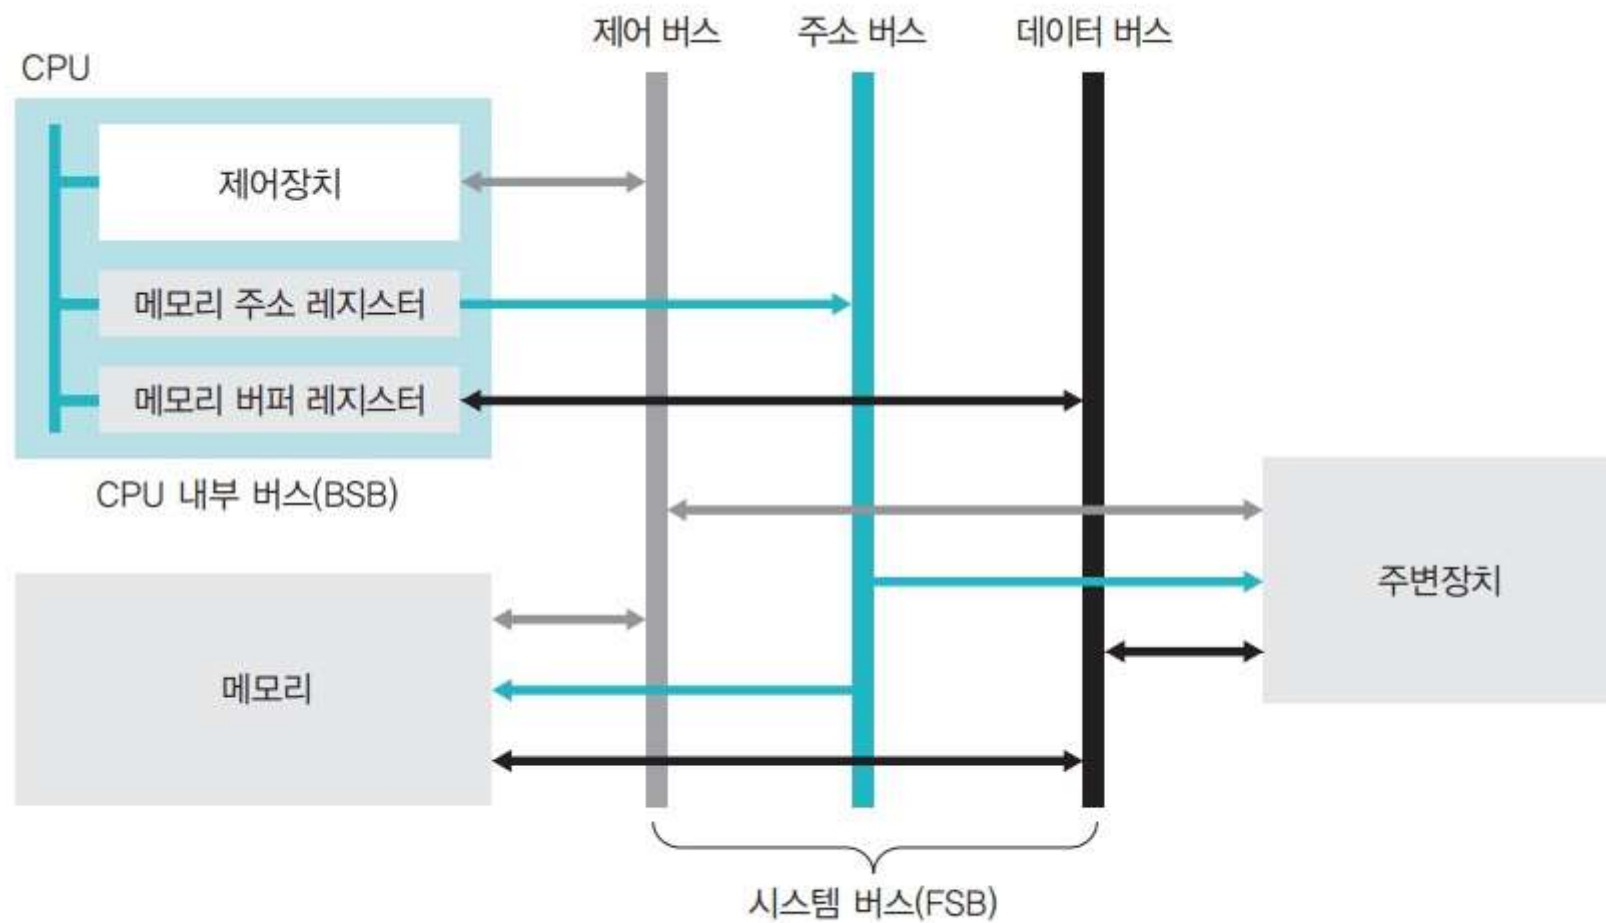 제어 버스
주소 버스
데이터 버스
CPU
제어장치
메모리 주소 레지스터
메모리 버퍼 레지스터
CPU 내부 버스(BSB)
주변장치
메모리
시스템 버스(FSB)